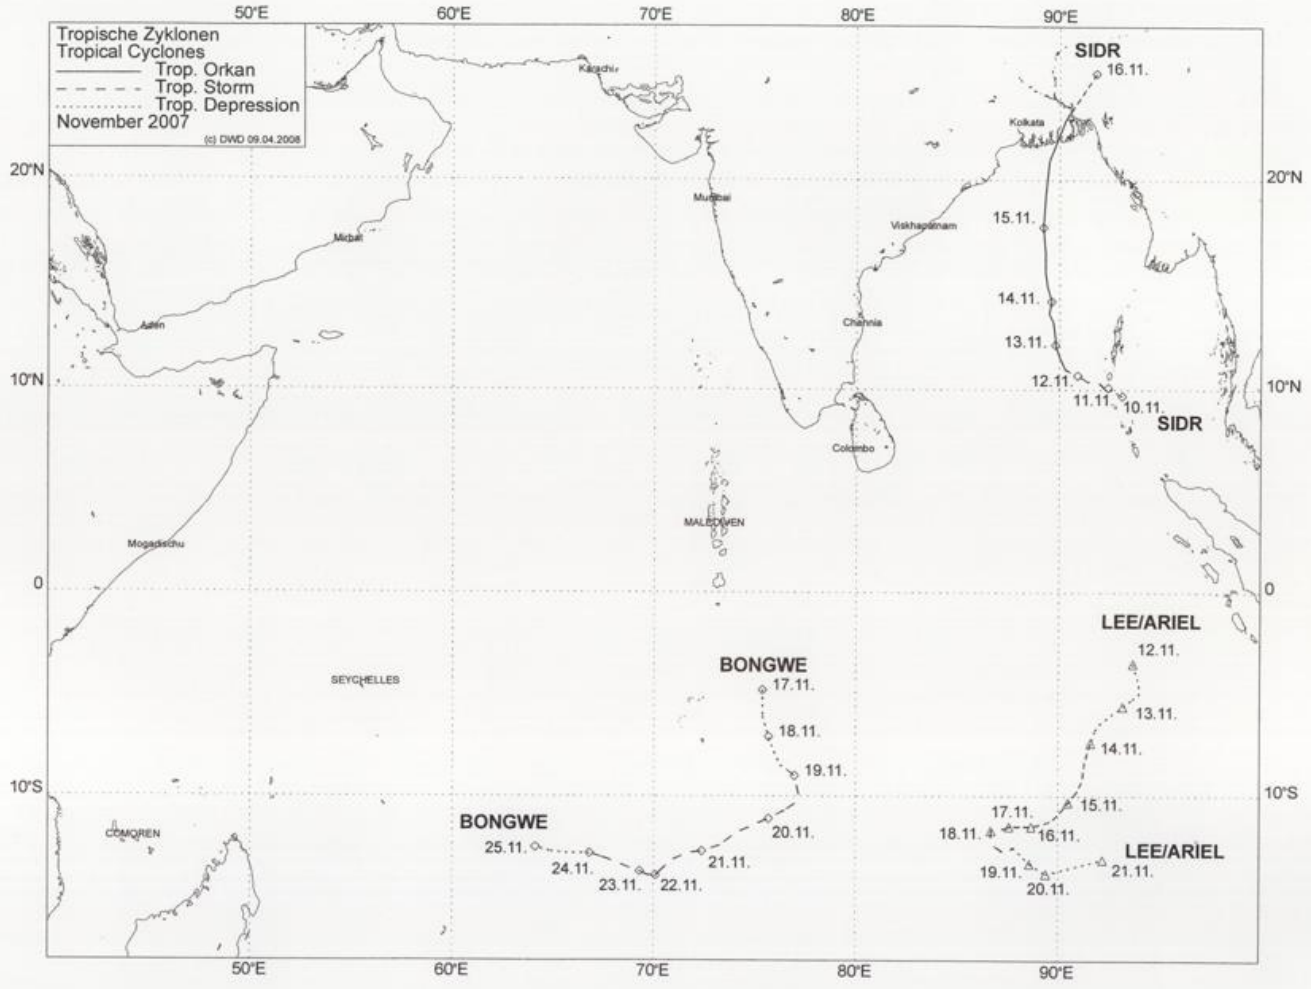 50°E 60°E 70°E 80°E 90°E
Tropische Zyklonen
Tropical Cyclones
Trop. Orkan
Trop. Storm
Trop. Depression
November 2007
(c) DWD 09.04.2008
SIDR
16.11.
Karachi
Kolkata
20°N
20°N
Mumbai
15.11.
Viskhapatnam
Mirbat
14.11.
Aden
Channia
13.11.
10°N
12.11.
10°N
11.11.
10.11.
SIDR
Colombo
MALEDIVEN
Mogadischu
0
0
LEE/ARIEL
12.11.
BONGWE
SEYCHELLES
17.11.
13.11.
18.11.
14.11.
19.11.
10°S
10°S
15.11.
17.11.
BONGWE
COMOREN
20.11.
18.11.
16.11.
25.11.
LEE/ARIEL
21.11.
24.11.
19.11.
21.11.
23.11.
22.11.
20.11.
50°E 60°E 70°E 80°E 90°E